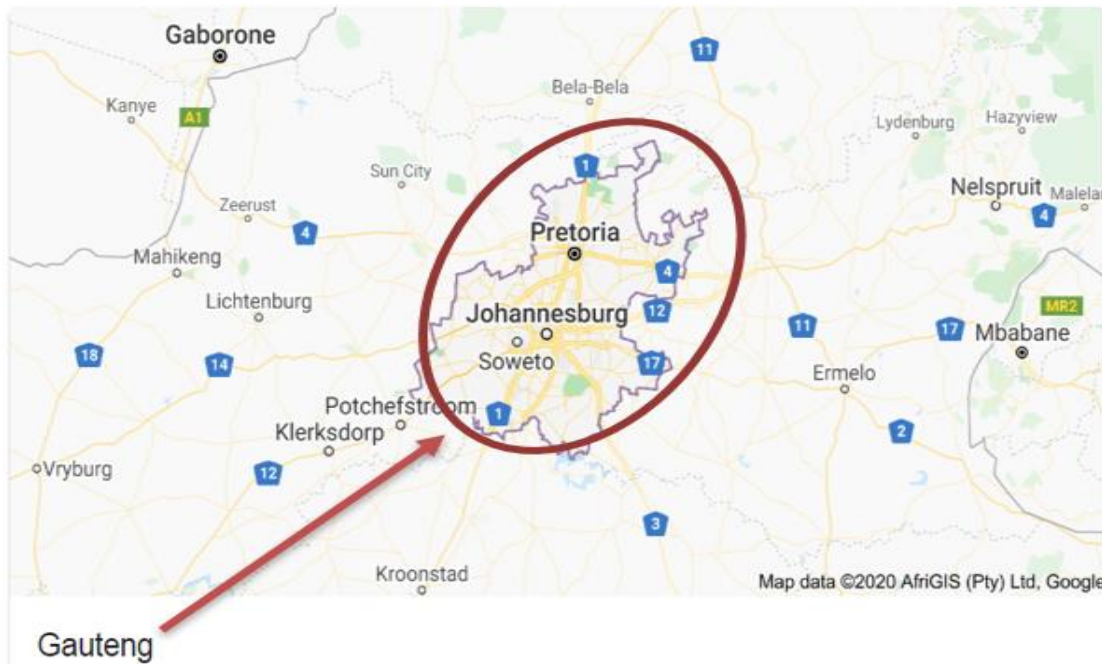 Gaborone
11
Bela-Bela
Kanye
A1
Lydenburg
Hazyview
Sun City
1
Nelspruit
Malelan
Zeerust
4
4
Pretoria
Mahikeng
4
Lichtenburg
12
MR2
Johannesburg
11
17
Mbabane
18
14
Soweto
17
Ermelo
Potchefstroom
1
Klerksdorp
2
Vryburg
12
3
Kroonstad
Map data ©2020 AfriGIS (Pty) Ltd, Google
Gauteng